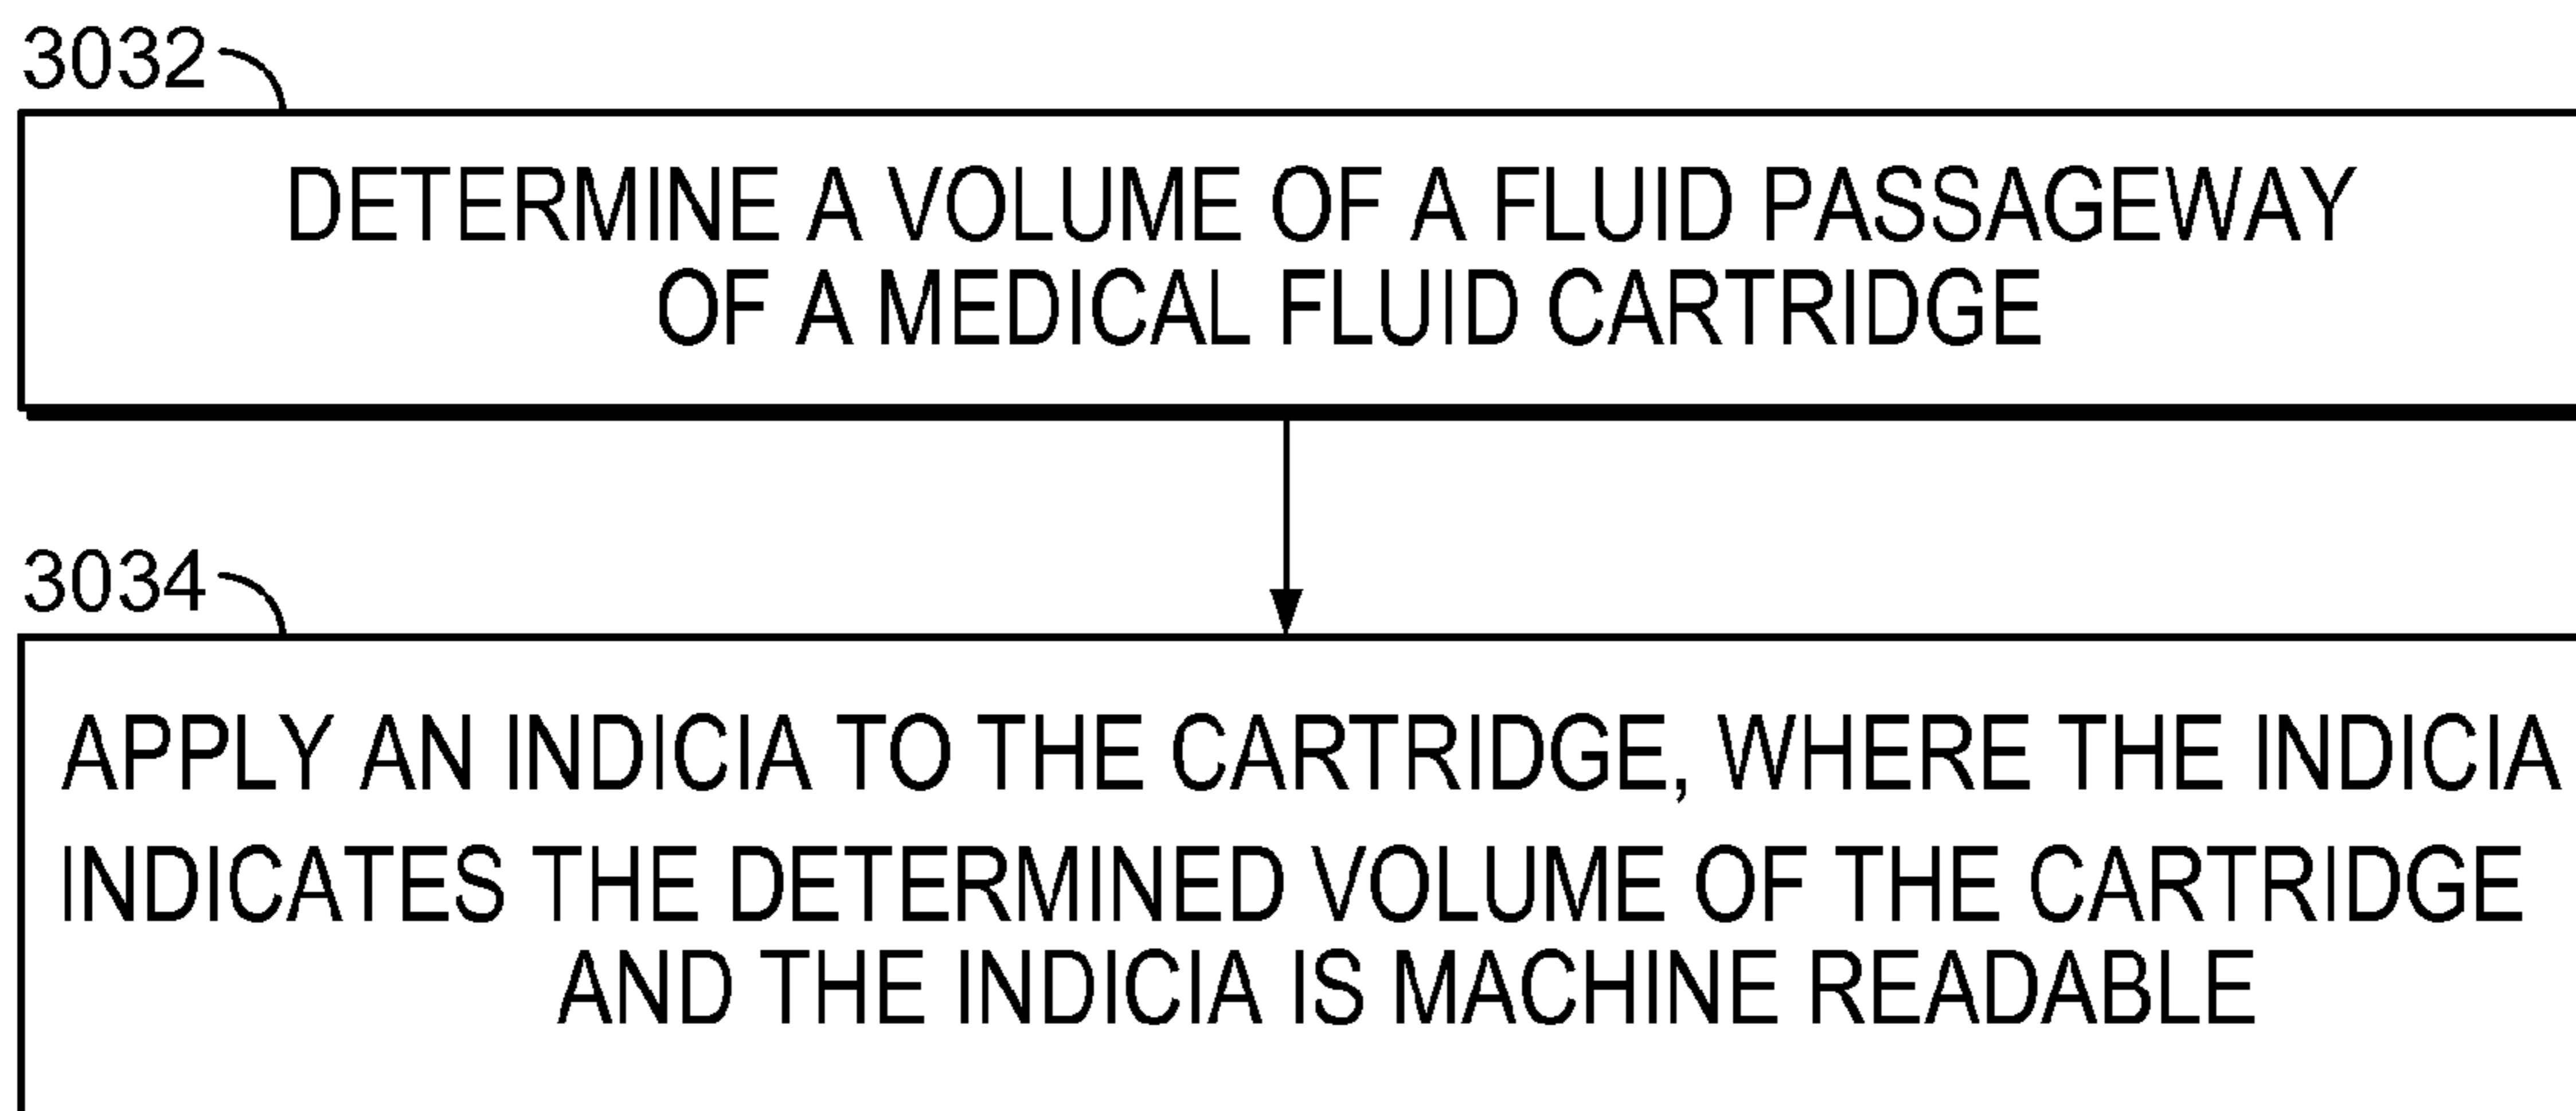 3032
DETERMINE A VOLUME OF A FLUID PASSAGEWAY
OF A MEDICAL FLUID CARTRIDGE
3034
APPLY AN INDICIA TO THE CARTRIDGE, WHERE THE INDICIA
INDICATES THE DETERMINED VOLUME OF THE CARTRIDGE
AND THE INDICIA IS MACHINE READABLE